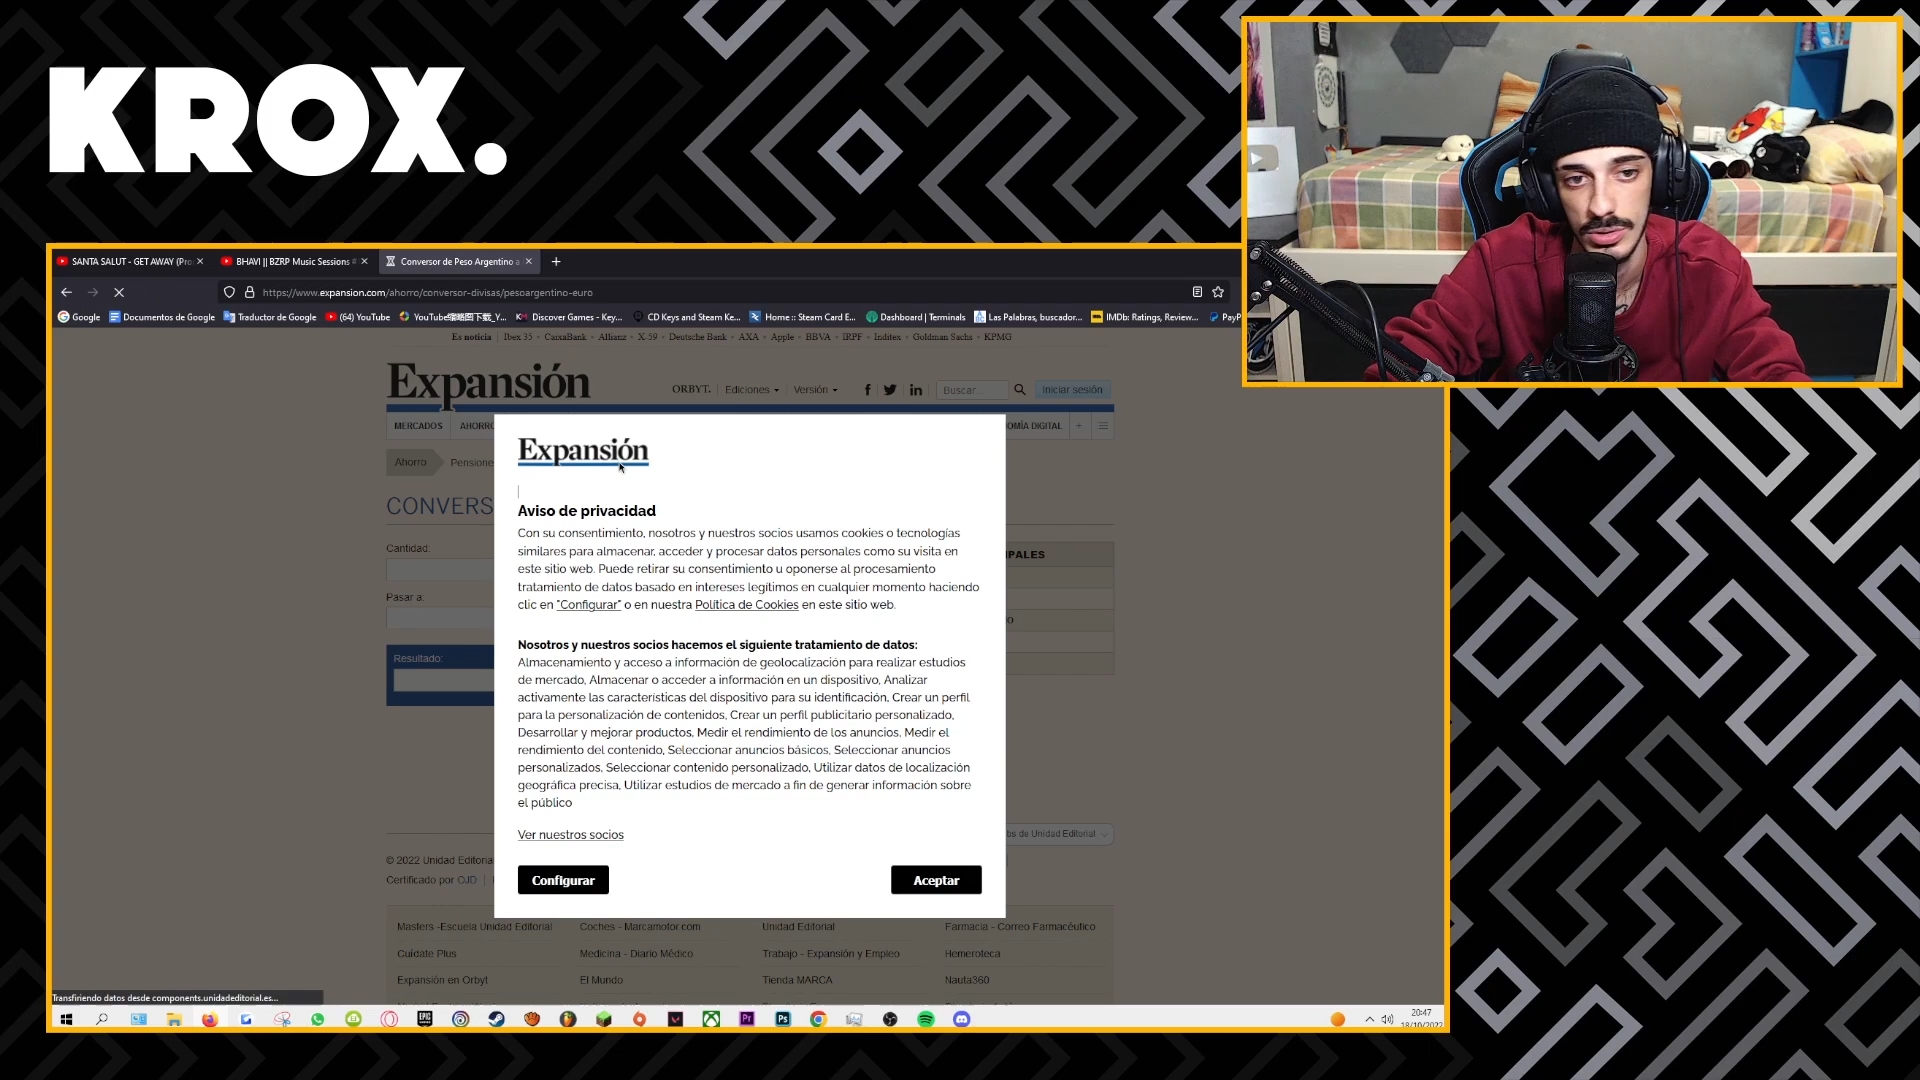 KROX.
SANTA SALUT - GET AWAY (Pro
BHAVI || BZRP Music Sessions #
Conversor de Peso Argentino a
https://www.expansion.com/ahorro/conversor-divisas/pesoargentino-euro
Google
Documentos de Google
Traductor de Google
(64) YouTube
Discover Games - Key...
CD Keys and Steam Ke...
Home :: Steam Card E...
Dashboard | Terminals
Las Palabras, buscador...
IMDb: Ratings, Review...
PayP
Es noticia Ibex 35 - CaixaBank - Allianz - X-59 - Deutsche Bank - AXA - Apple - BBVA - IRPF - Inditex - Goldman Sachs - KPMG
Expansión
ORBYT. Ediciones Versión
Buscar...
Iniciar sesión
MERCADOS AHORRO
OMÍA DIGITAL +
Ahorro Pensione
CONVERS
Cantidad:
Pasar a:
Resultado:
IPALES
Expansión
Aviso de privacidad
Con su consentimiento, nosotros y nuestros socios usamos cookies o tecnologías
similares para almacenar, acceder y procesar datos personales como su visita en
este sitio web. Puede retirar su consentimiento u oponerse al procesamiento
tratamiento de datos basado en intereses legítimos en cualquier momento haciendo
clic en "Configurar" o en nuestra Política de Cookies en este sitio web.
Nosotros y nuestros socios hacemos el siguiente tratamiento de datos:
Almacenamiento y acceso a información de geolocalización para realizar estudios
de mercado, Almacenar o acceder a información en un dispositivo, Analizar
activamente las características del dispositivo para su identificación, Crear un perfil
para la personalización de contenidos, Crear un perfil publicitario personalizado,
Desarrollar y mejorar productos, Medir el rendimiento de los anuncios, Medir el
rendimiento del contenido, Seleccionar anuncios básicos, Seleccionar anuncios
personalizados, Seleccionar contenido personalizado, Utilizar datos de localización
geográfica precisa, Utilizar estudios de mercado a fin de generar información sobre
el público
Ver nuestros socios
Configurar
Aceptar
bs de Unidad Editorial
© 2022 Unidad Editoria
Certificado por OJD
Masters -Escuela Unidad Editorial
Coches - Marcamotor.com
Unidad Editorial
Farmacia - Correo Farmacéutico
Cuídate Plus
Medicina - Diario Médico
Trabajo - Expansión y Empleo
Hemeroteca
Expansión en Orbyt
El Mundo
Tienda MARCA
Nauta360
Transfiriendo datos desde components.unidadeditorial.es...
20:47
18/10/2022